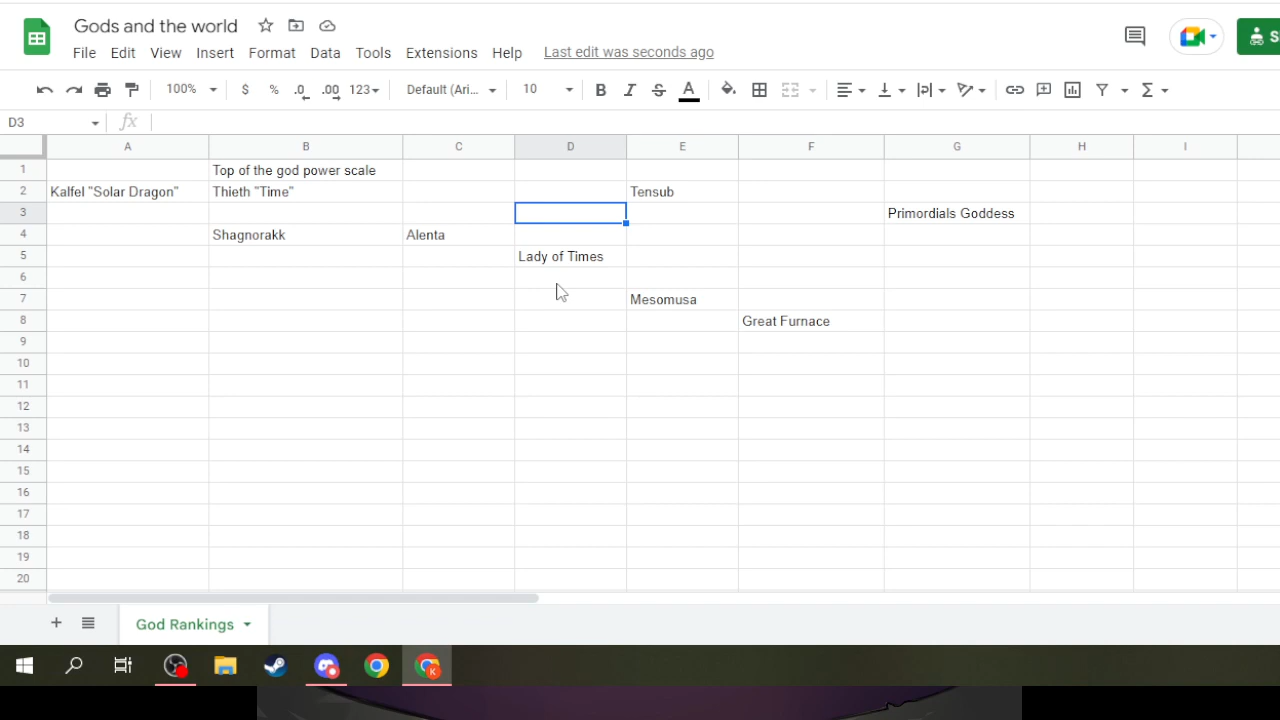 Gods and the world
File Edit View Insert Format Data Tools Extensions Help Last edit was seconds ago
S
100% $ % .0 .00 123 Default (Ari... 10 B I S A Σ
D3 fx
A B C D E F G H I
1 Top of the god power scale
2 Kalfel "Solar Dragon" Thieth "Time" Tensub
3 Primordials Goddess
4 Shagnorakk Alenta
5 Lady of Times
6
7 Mesomusa
8 Great Furnace
9
10
11
12
13
14
15
16
17
18
19
20
+ God Rankings
K